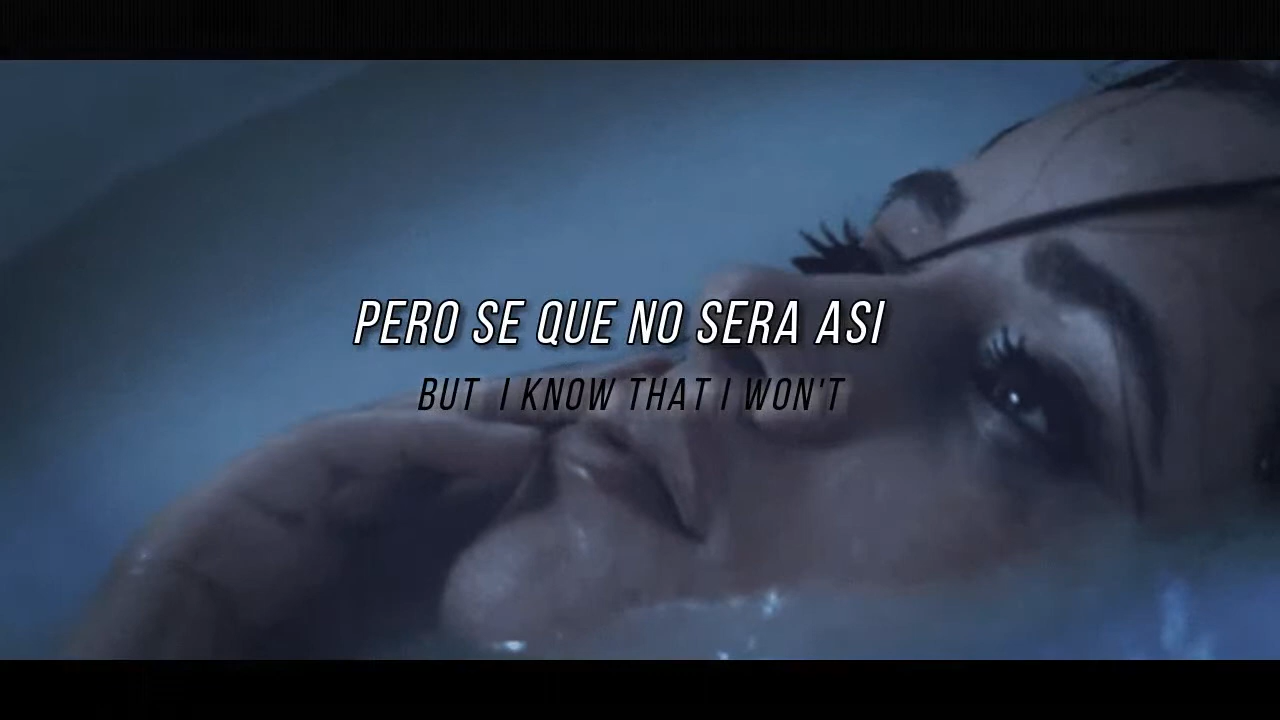 PERO SE QUE NO SERA ASI
BUT I KNOW THAT I WON'T